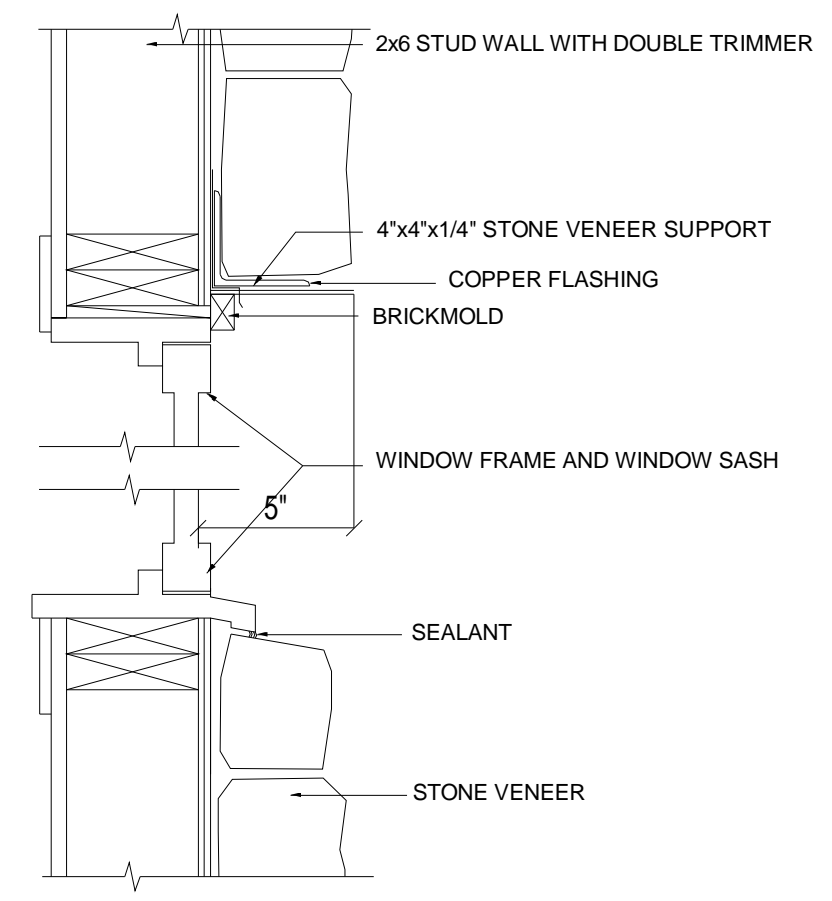 2x6 STUD WALL WITH DOUBLE TRIMMER
4"x4"x1/4" STONE VENEER SUPPORT
COPPER FLASHING
BRICKMOLD
WINDOW FRAME AND WINDOW SASH
5"
SEALANT
STONE VENEER